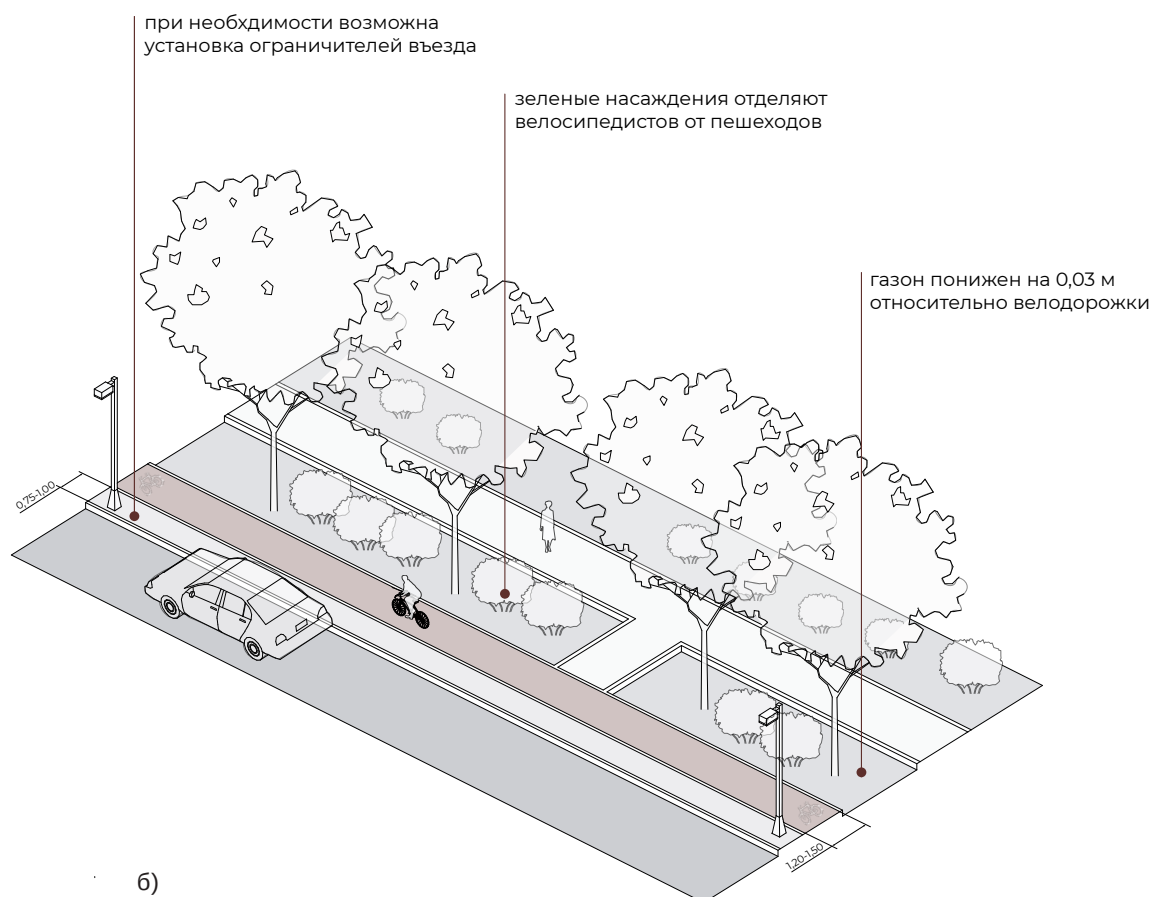 при необхдимости возможна
установка ограничителей въезда
зеленые насаждения отделяют
велосипедистов от пешеходов
газон понижен на 0,03 м
относительно велодорожки
0,75-1,00
1,20-1,50
б)